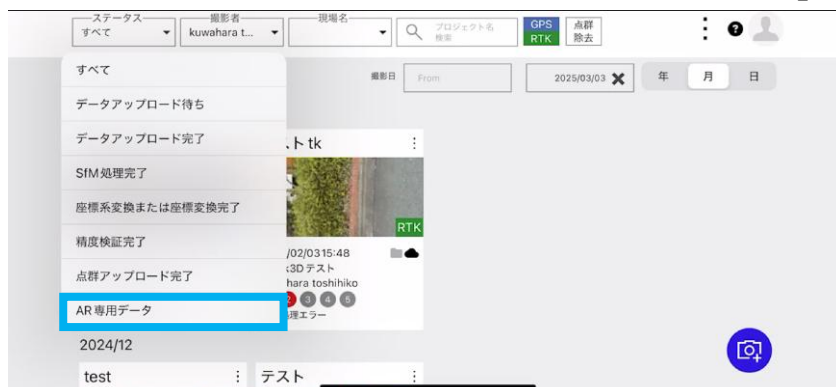 ステータス
撮影者
現場名
すべて
kuwahara t...
プロジェクト名
検索
GPS
RTK
点群
除去
?
すべて
撮影日
From
2025/03/03
年
月
日
データアップロード待ち
データアップロード完了
スト tk
SfM処理完了
座標系変換または座標変換完了
RTK
精度検証完了
/02/03 15:48
点群アップロード完了
3Dテスト
hara toshihiko
2 3 4 5
AR専用データ
理エラー
2024/12
test
テスト